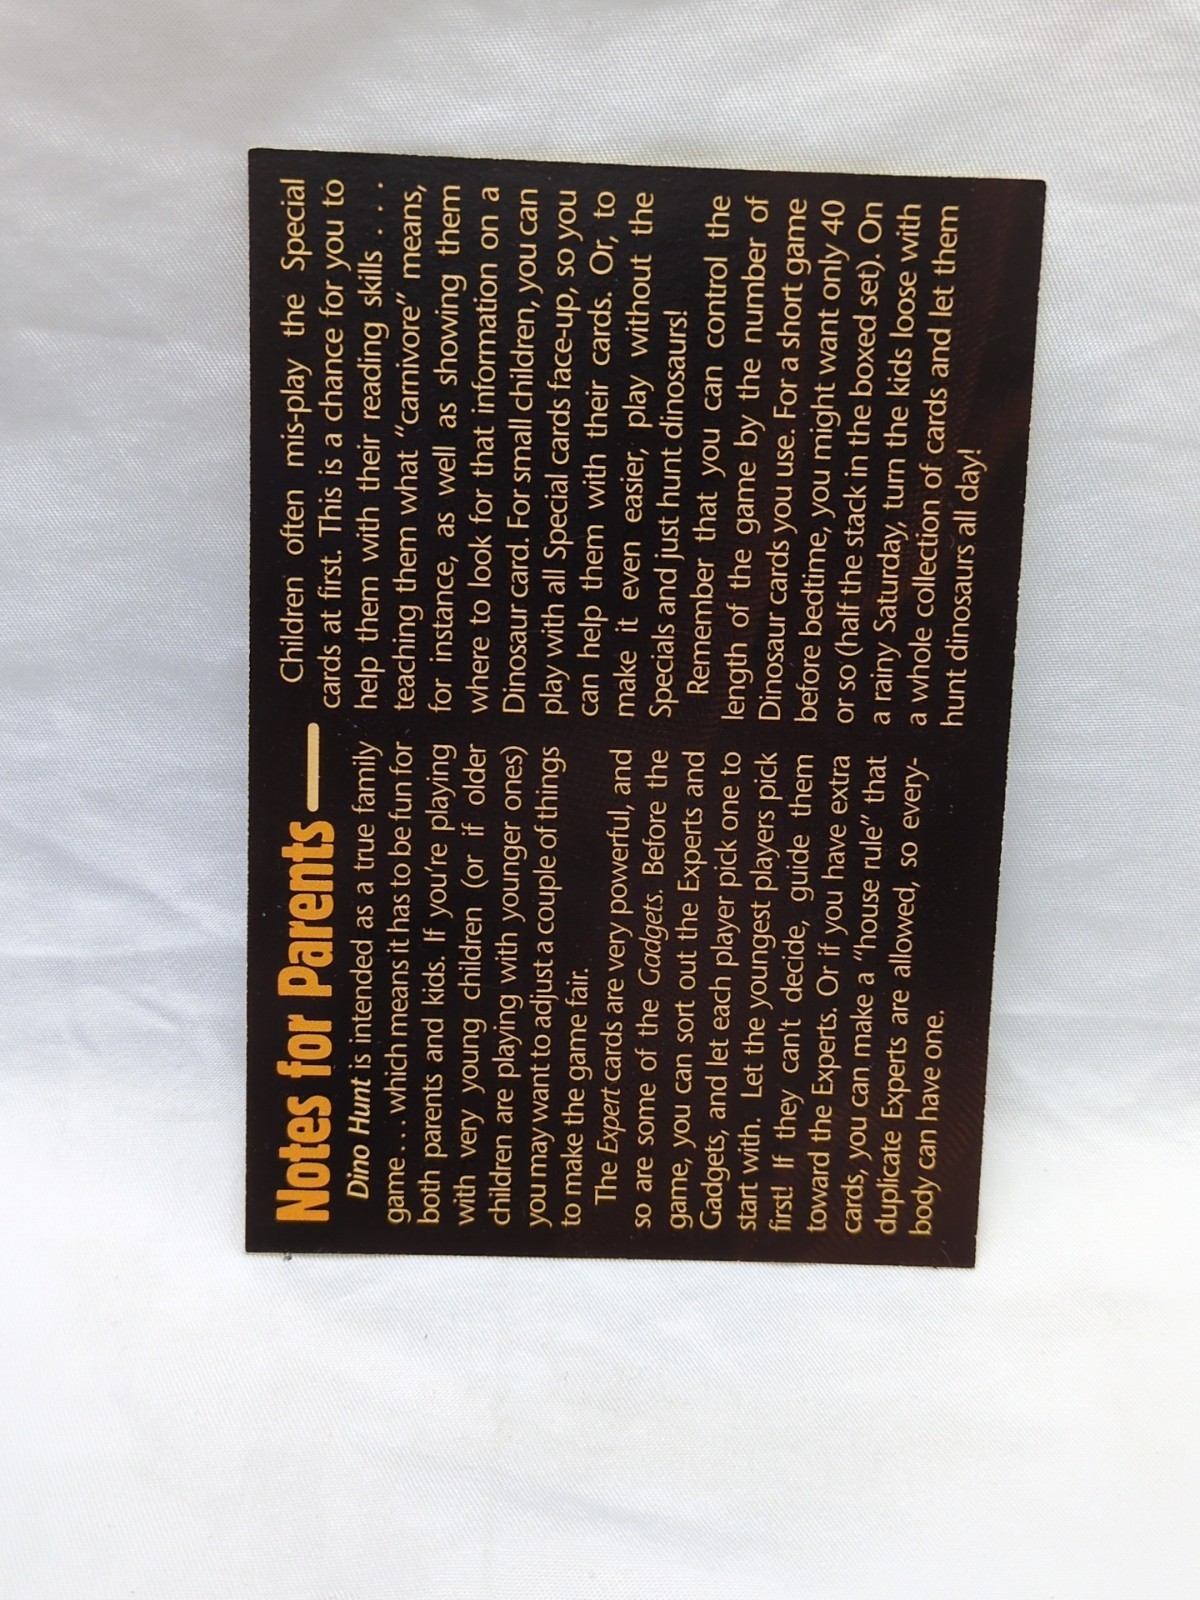 Notes for Parents
Dino Hunt is intended as a true family
game . . . which means it has to be fun for
both parents and kids. If you're playing
with very young children (or if older
children are playing with younger ones)
you may want to adjust a couple of things
to make the game fair.
The Expert cards are very powerful, and
so are some of the Gadgets. Before the
game, you can sort out the Experts and
Gadgets, and let each player pick one to
start with. Let the youngest players pick
first! If they can't decide, guide them
toward the Experts. Or if you have extra
cards, you can make a "house rule" that
duplicate Experts are allowed, so every-
body can have one.
Children often mis-play the Special
cards at first. This is a chance for you to
help them with their reading skills . . .
teaching them what "carnivore" means,
for instance, as well as showing them
where to look for that information on a
Dinosaur card. For small children, you can
play with all Special cards face-up, so you
can help them with their cards. Or, to
make it even easier, play without the
Specials and just hunt dinosaurs!
Remember that you can control the
length of the game by the number of
Dinosaur cards you use. For a short game
before bedtime, you might want only 40
or so (half the stack in the boxed set). On
a rainy Saturday, turn the kids loose with
a whole collection of cards and let them
hunt dinosaurs all day!